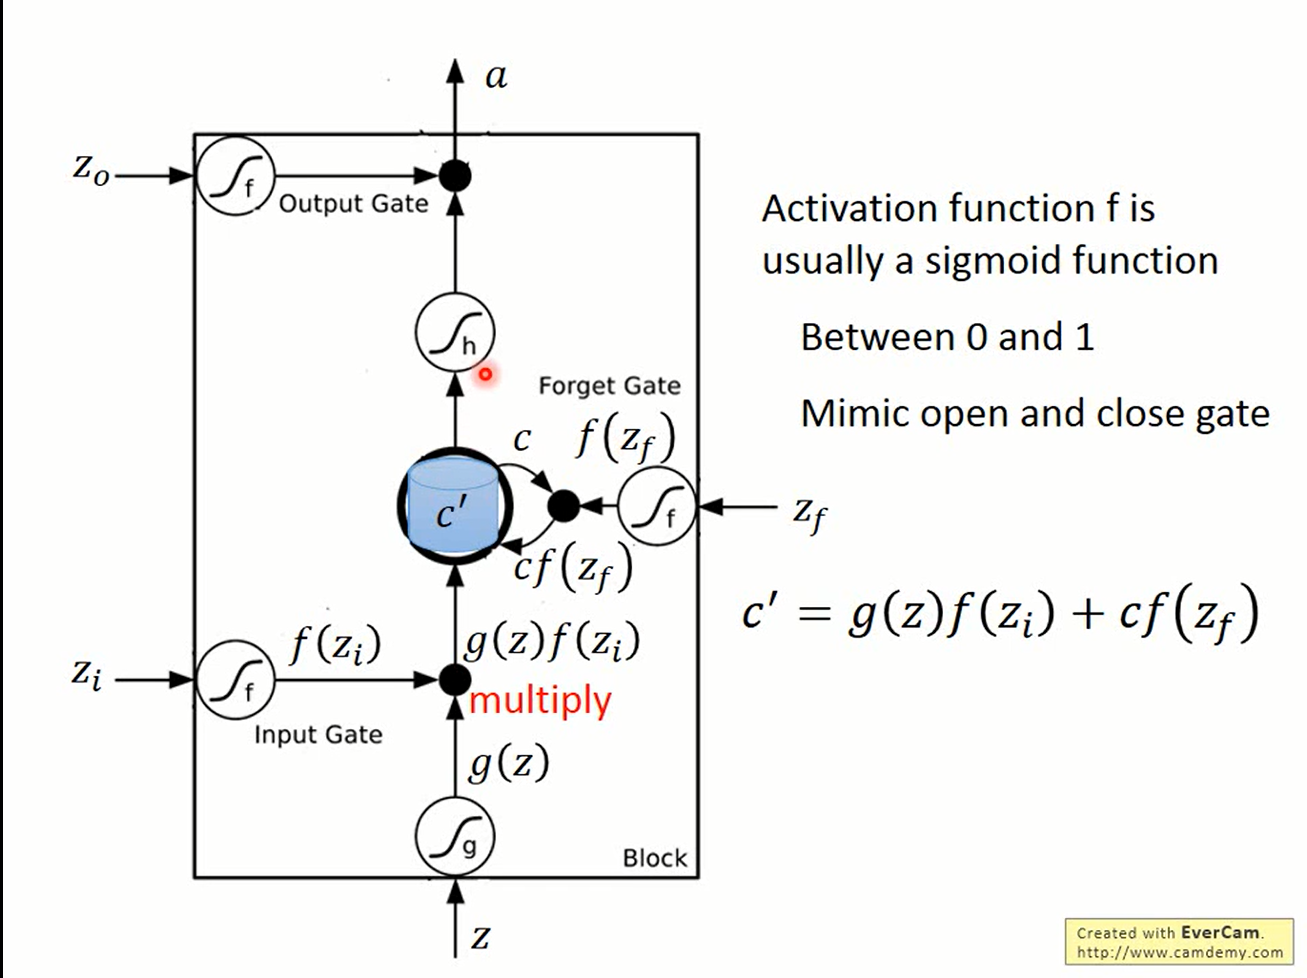 a
z_o
f
Output Gate
h
Forget Gate
c
f(z_f)
c′
f
z_f
cf(z_f)
z_i
f
f(z_i)
g(z)f(z_i)
multiply
Input Gate
g(z)
g
Block
z
Activation function f is
usually a sigmoid function
Between 0 and 1
Mimic open and close gate
c′ = g(z)f(z_i) + cf(z_f)
Created with EverCam.
http://www.camdemy.com